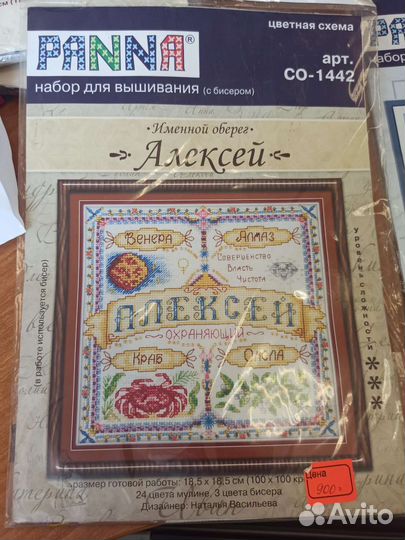 PANNA®
цветная схема
арт.
СО-1442
набор для вышивания (с бисером)
Именной оберег
Алексей
Венера
Алмаз
Совершенство
Власть
Чистота
АЛЕКСЕЙ
ОХРАНЯЮЩИЙ
КРАБ
(в работе используется бисер)
уровень сложности
размер готовой работы: 18,5 х 18,5 см (100 х 100 кр
24 цвета мулине, 3 цвета бисера
Дизайнер: Наталья Васильева
Цена
900=
Avito